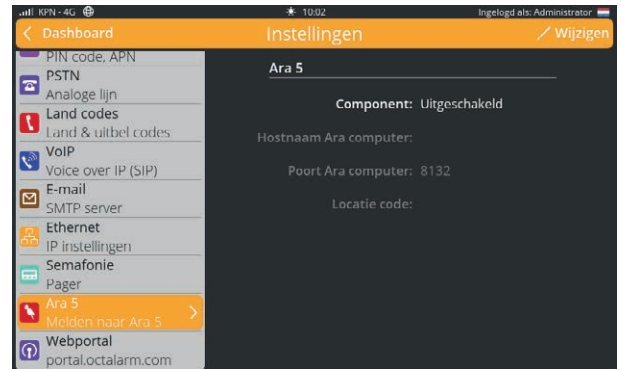 KPN - 4G 10:02 Ingelogd als: Administrator
Dashboard Instellingen Wijzigen
PIN code, APN
PSTN
Analoge lijn
Land codes
Land & uitbel codes
VoIP
Voice over IP (SIP)
E-mail
SMTP server
Ethernet
IP instellingen
Semafonie
Pager
Ara 5
Melden naar Ara 5
Webportal
portal.octalarm.com
Ara 5
Component: Uitgeschakeld
Hostnaam Ara computer:
Poort Ara computer: 8132
Locatie code: